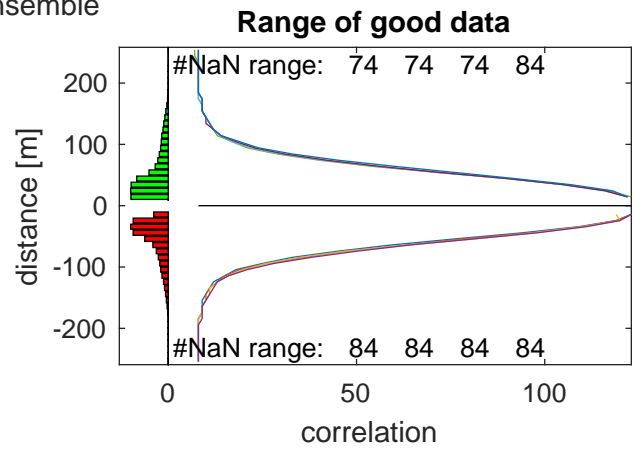 Range of good data
#NaN range: 74 74 74 84
200
100
0
-100
-200
distance [m]
#NaN range: 84 84 84 84
0 50 100
correlation